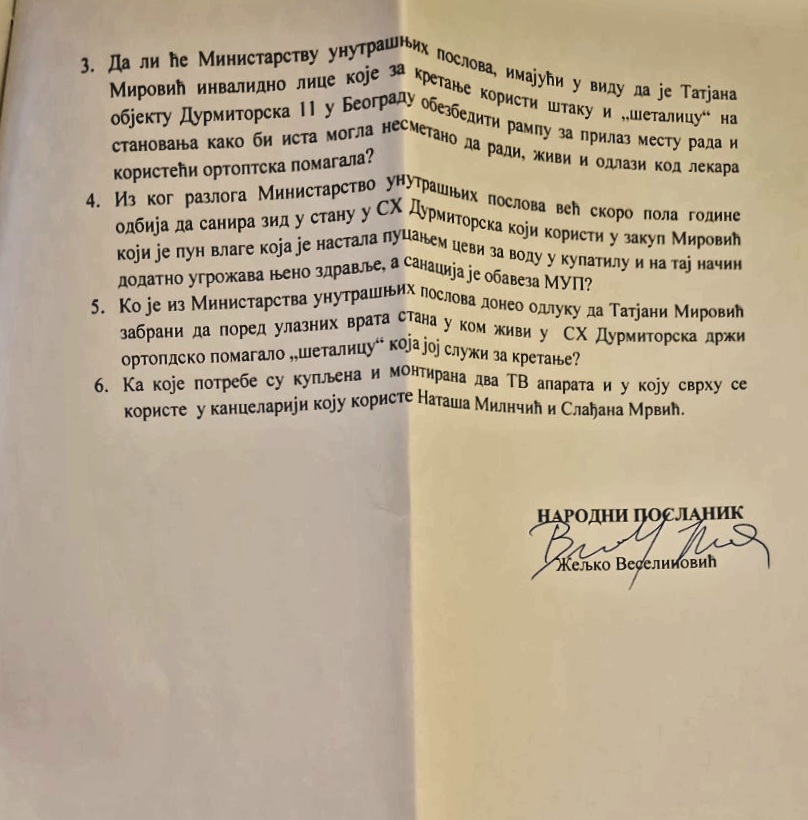 3. Да ли ће Министарству унутрашњих послова, имајући у виду да је Татјана
Мировић инвалидно лице које за кретање користи штаку и „шеталицу“ на
објекту Дурмиторска 11 у Београду обезбедити рампу за прилаз месту рада и
становања како би иста могла несметано да ради, живи и одлази код лекара
користећи ортоптска помагала?
4. Из ког разлога Министарство унутрашњих послова већ скоро пола године
одбија да санира зид у стану у СХ Дурмиторска који користи у закуп Мировић
који је пун влаге која је настала пуцањем цеви за воду у купатилу и на тај начин
додатно угрожава њено здравље, а санација је обавеза МУП?
5. Ко је из Министарства унутрашњих послова донео одлуку да Татјани Мировић
забрани да поред улазних врата стана у ком живи у СХ Дурмиторска држи
ортопдско помагало „шеталицу“ која јој служи за кретање?
6. Ка које потребе су купљена и монтирана два ТВ апарата и у коју сврху се
користе у канцеларији коју користе Наташа Милнчић и Слађана Мрвић.
НАРОДНИ ПОСЛАНИК
Жељко Веселиновић